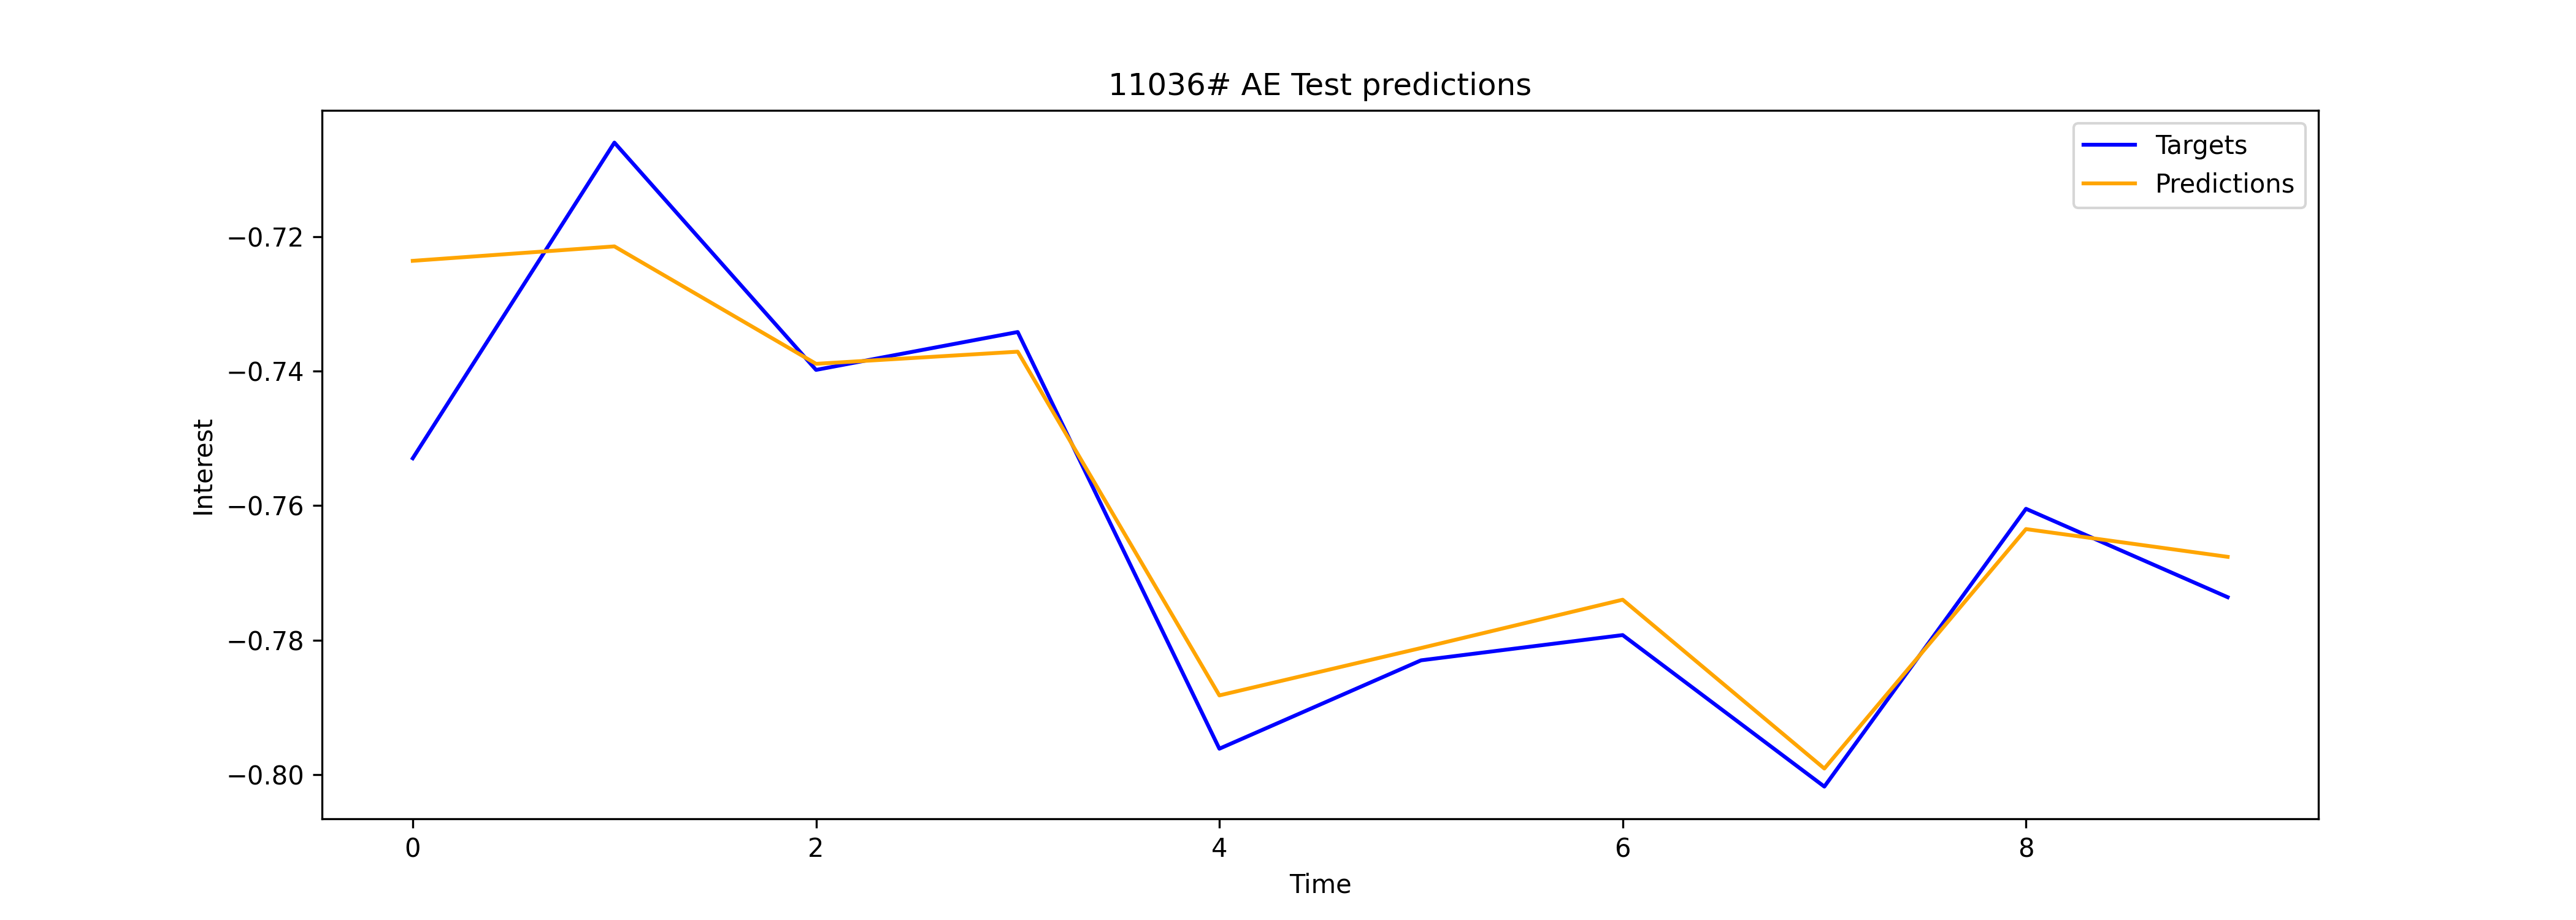 11036# AE Test predictions
Targets
Predictions
−0.72
−0.74
−0.76
−0.78
−0.80
Interest
0 2 4 6 8
Time